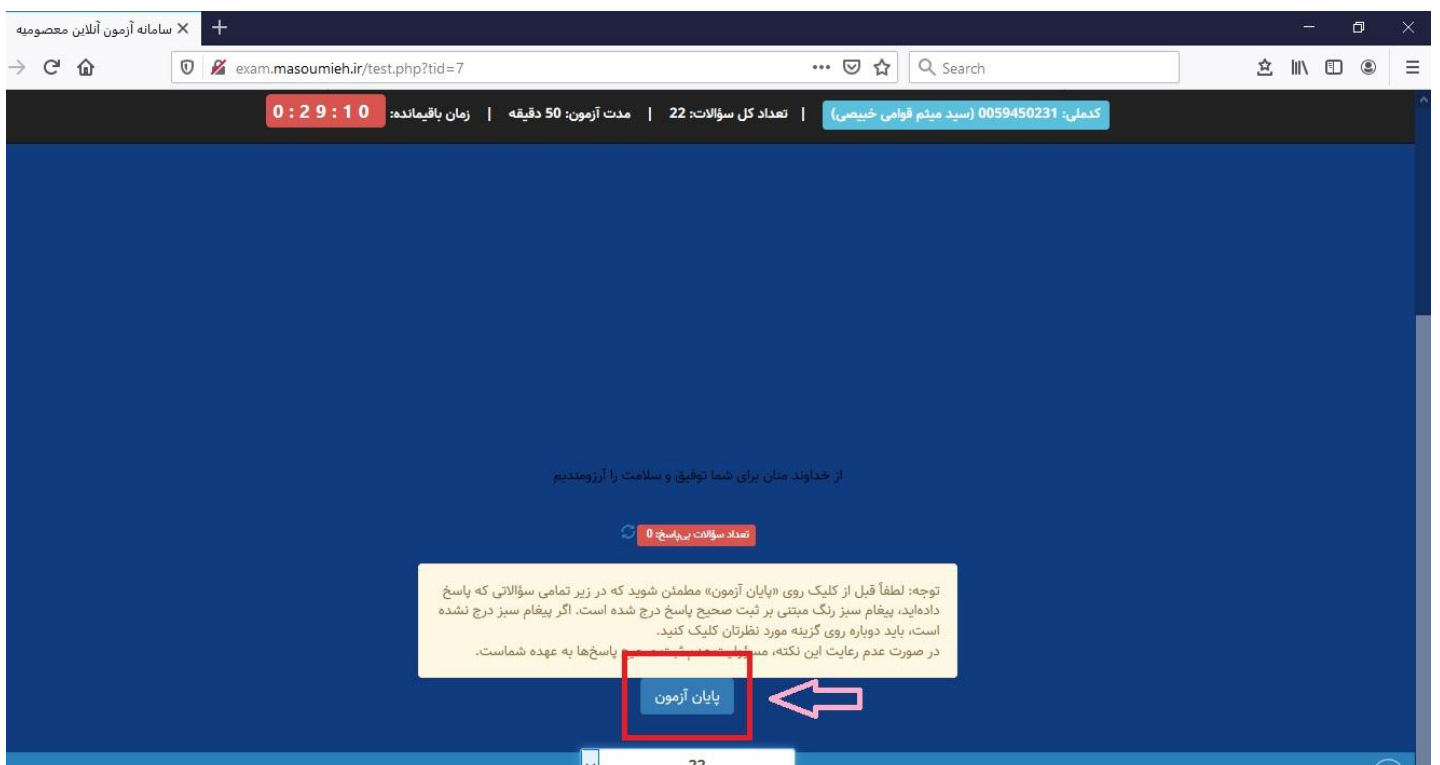 سامانه آزمون آنلاین معصومیه
exam.masoumieh.ir/test.php?tid=7
Search
کدملی: 0059450231 (سید میثم قوامی خبیصی) | تعداد کل سؤالات: 22 | مدت آزمون: 50 دقیقه | زمان باقیمانده: 0:29:10
از خداوند منان برای شما توفیق و سلامت را آرزومندیم
تعداد سؤالات بی‌پاسخ: 0
توجه: لطفاً قبل از کلیک روی «پایان آزمون» مطمئن شوید که در زیر تمامی سؤالاتی که پاسخ
داده‌اید، پیغام سبز رنگ مبتنی بر ثبت صحیح پاسخ درج شده است. اگر پیغام سبز درج نشده
است، باید دوباره روی گزینه مورد نظرتان کلیک کنید.
در صورت عدم رعایت این نکته، مسؤولیت عدم ثبت صحیح پاسخ‌ها به عهده شماست.
پایان آزمون
22